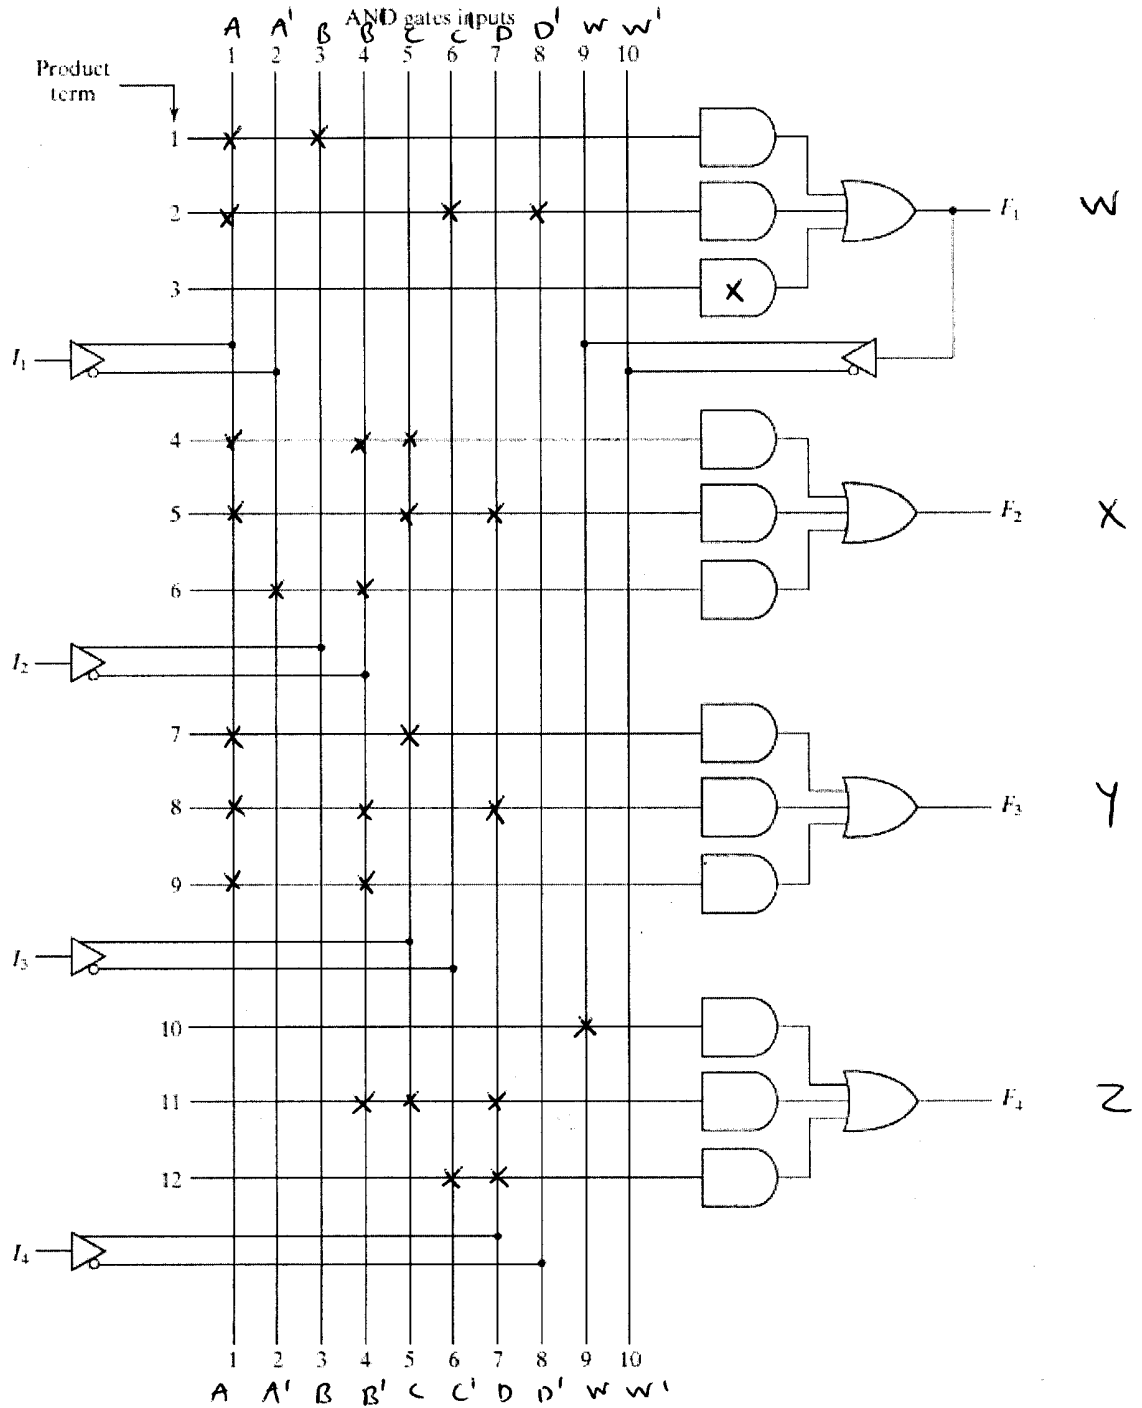 AND gates inputs
A A' B B' C C' D D' W W'
1 2 3 4 5 6 7 8 9 10
Product
term
1
2
F1 W
3
X
I1
4
5
F2 X
6
I2
7
8
F3 Y
9
I3
10
11
F4 Z
12
I4
1 2 3 4 5 6 7 8 9 10
A A' B B' C C' D D' W W'